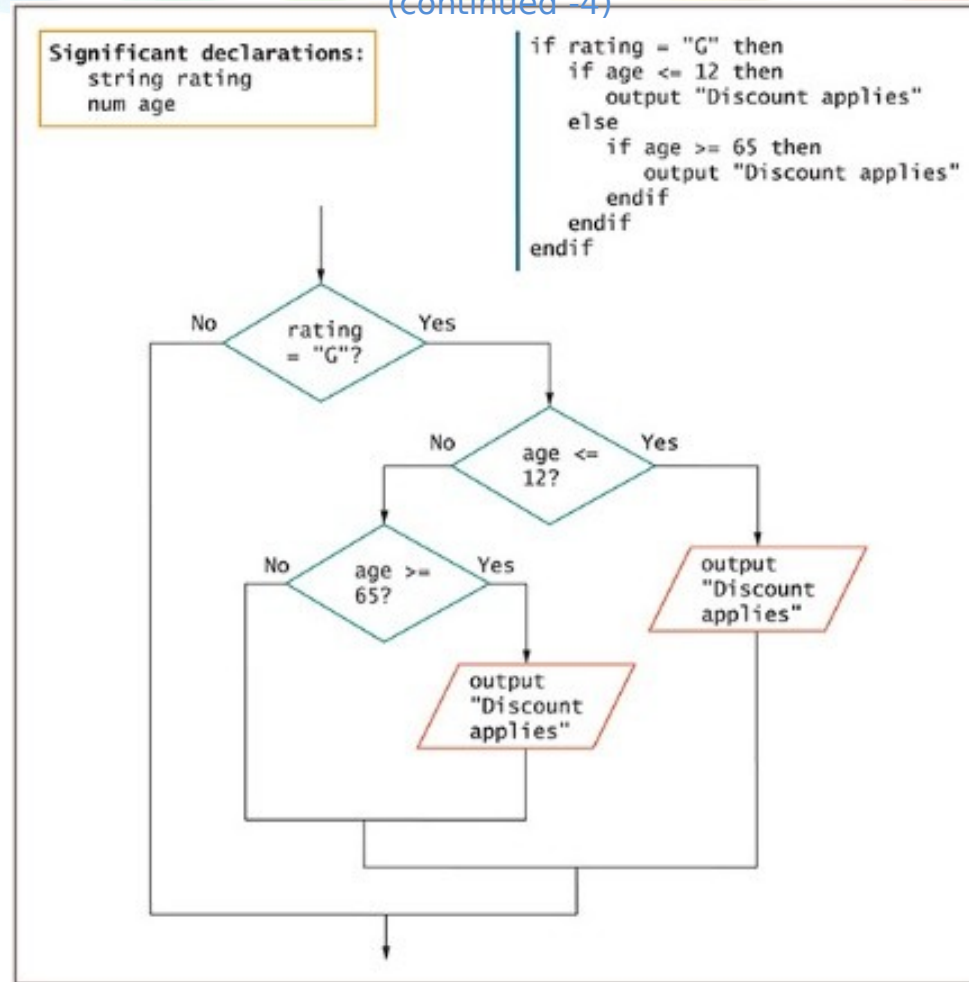 (continued -4)
Significant declarations:
string rating
num age
if rating = "G" then
if age <= 12 then
output "Discount applies"
else
if age >= 65 then
output "Discount applies"
endif
endif
endif
No
rating
= "G"?
Yes
No
age <=
12?
Yes
No
age >=
65?
Yes
output
"Discount
applies"
output
"Discount
applies"